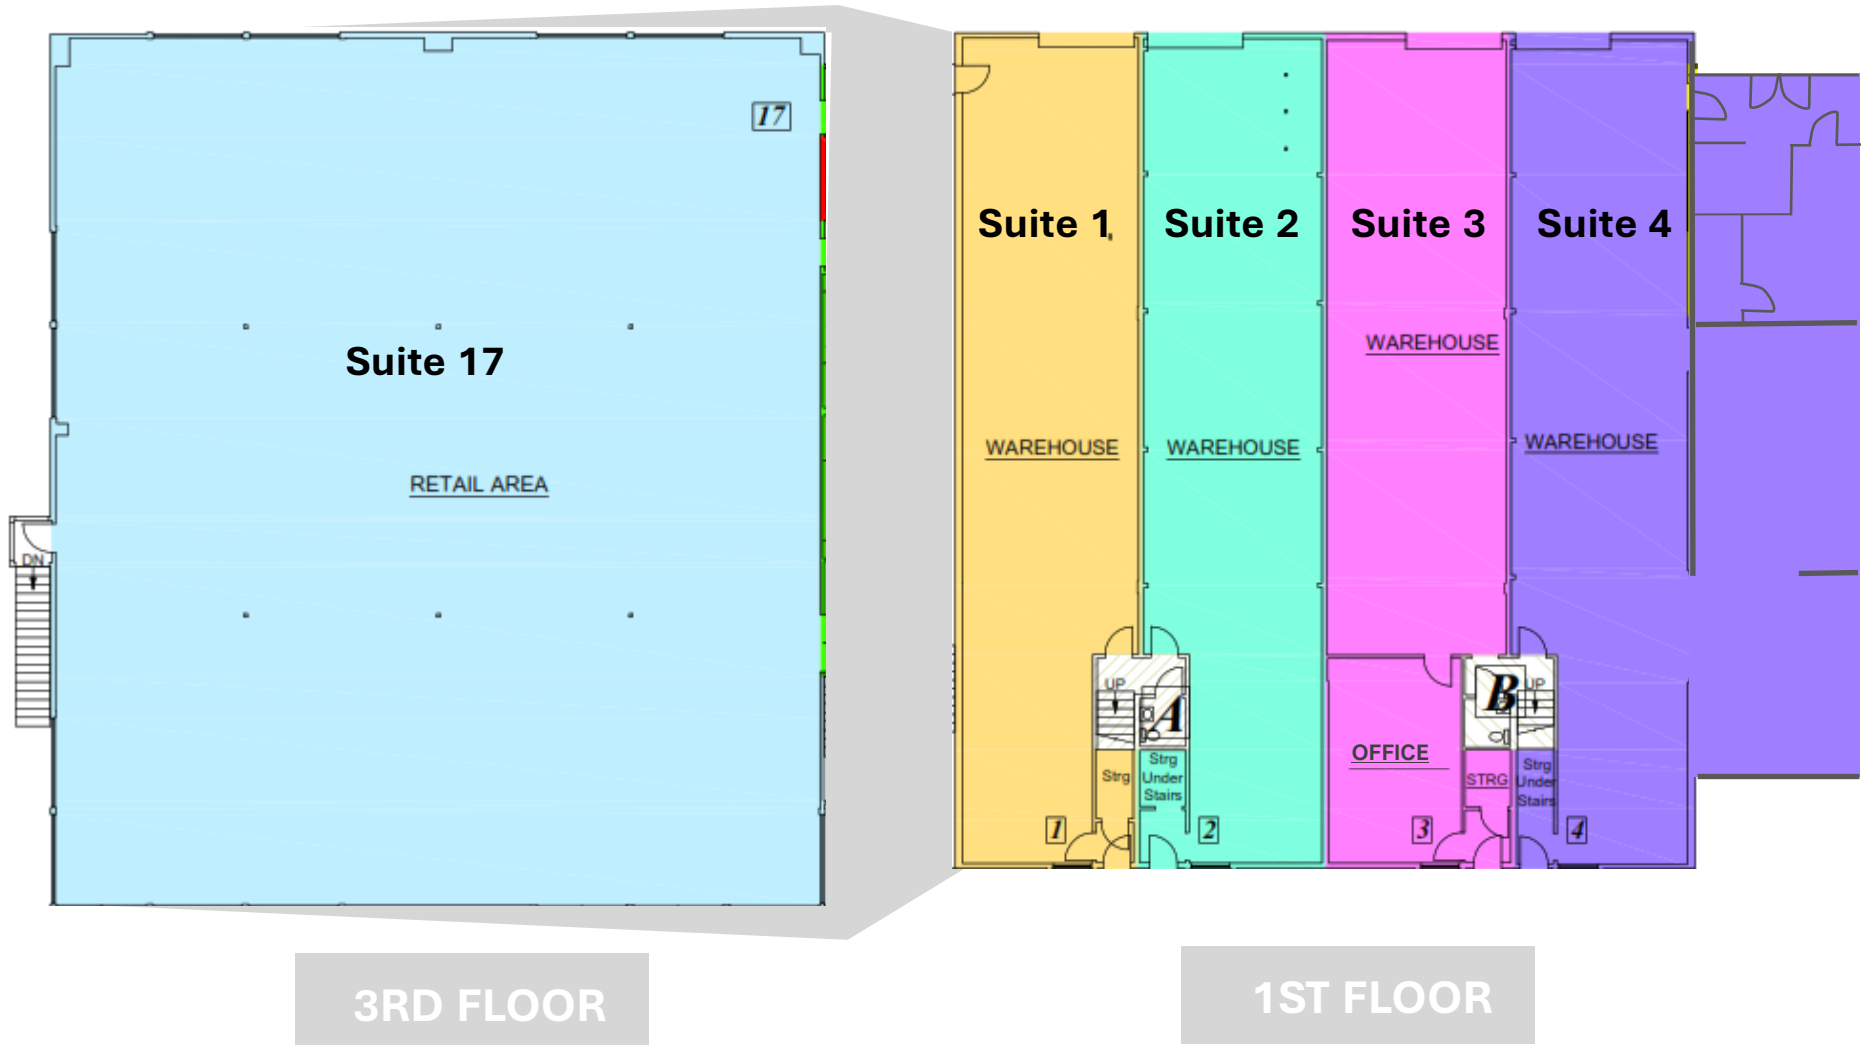 17
Suite 17
RETAIL AREA
DN
3RD FLOOR
Suite 1
Suite 2
Suite 3
Suite 4
WAREHOUSE
WAREHOUSE
WAREHOUSE
WAREHOUSE
UP
A
B
UP
OFFICE
Strg
Strg
Under
Stairs
STRG
Strg
Under
Stairs
1
2
3
4
1ST FLOOR